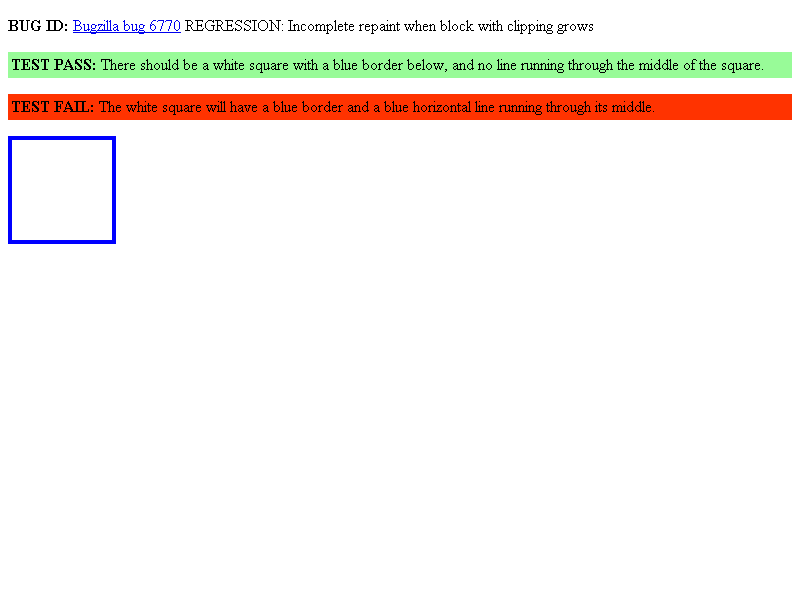 BUG ID: Bugzilla bug 6770 REGRESSION: Incomplete repaint when block with clipping grows
TEST PASS: There should be a white square with a blue border below, and no line running through the middle of the square.
TEST FAIL: The white square will have a blue border and a blue horizontal line running through its middle.